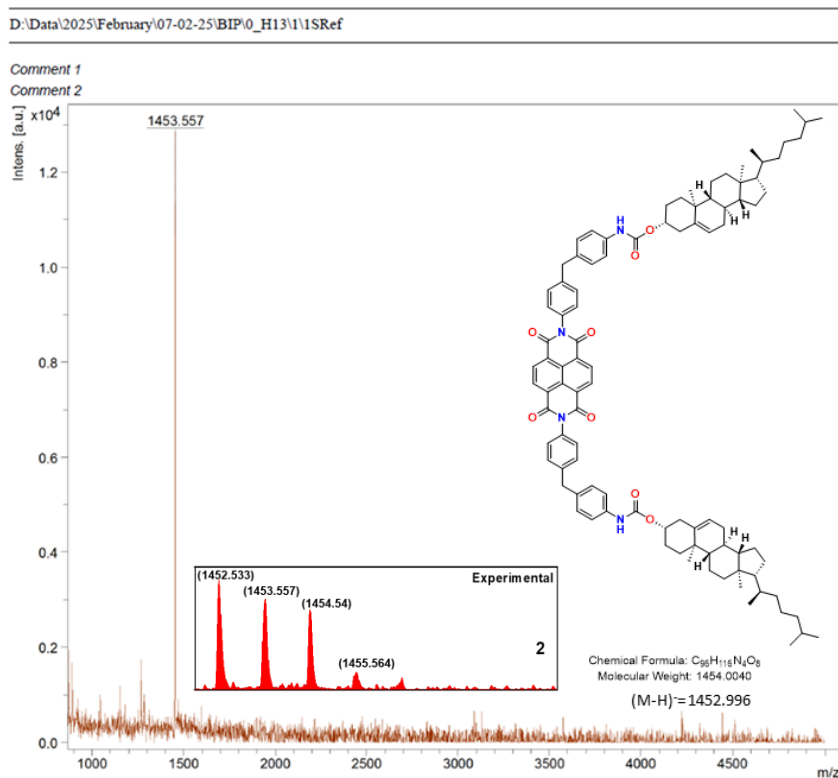 D:\Data\2025\February\07-02-25\BIP\0_H13\1\1SRef
Comment 1
Comment 2
Intens. [a.u.]
x10⁴
1453.557
1.2
1.0
0.8
0.6
0.4
0.2
0.0
1000
1500
2000
2500
3000
3500
4000
4500
m/z
(1452.533)
(1453.557)
(1454.54)
(1455.564)
Experimental
2
H
H
H
N
H
O
O
O
O
N
O
O
N
O
O
N
H
O
H
H
H
Chemical Formula: C₉₆H₁₁₆N₄O₈
Molecular Weight: 1454.0040
(M-H)⁻=1452.996